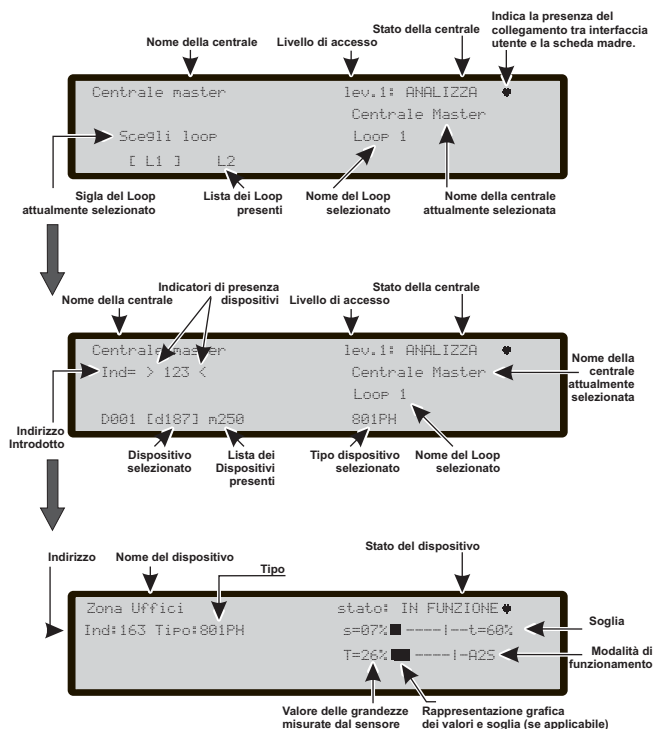 Indica la presenza del
collegamento tra interfaccia
utente e la scheda madre.
Nome della centrale
Livello di accesso
Stato della centrale
Centrale master
lev.1: ANALIZZA
Centrale Master
Scegli loop
Loop 1
[ L1 ] L2
Sigla del Loop
attualmente selezionato
Lista dei Loop
presenti
Nome del Loop
selezionato
Nome della centrale
attualmente selezionata
Nome della centrale
Indicatori di presenza
dispositivi
Livello di accesso
Stato della centrale
Centrale master
lev.1: ANALIZZA
Ind= > 123 <
Centrale Master
Loop 1
D001 [d187] m250
801PH
Nome della
centrale
attualmente
selezionata
Indirizzo
Introdotto
Dispositivo
selezionato
Lista dei
Dispositivi
presenti
Tipo dispositivo
selezionato
Nome del Loop
selezionato
Indirizzo
Nome del dispositivo
Tipo
Stato del dispositivo
Zona Uffici
stato: IN FUNZIONE
Ind:163 Tipo:801PH
s=07% ----|--t=60%
T=26% ----|-A2S
Soglia
Modalità di
funzionamento
Valore delle grandezze
misurate dal sensore
Rappresentazione grafica
dei valori e soglia (se applicabile)